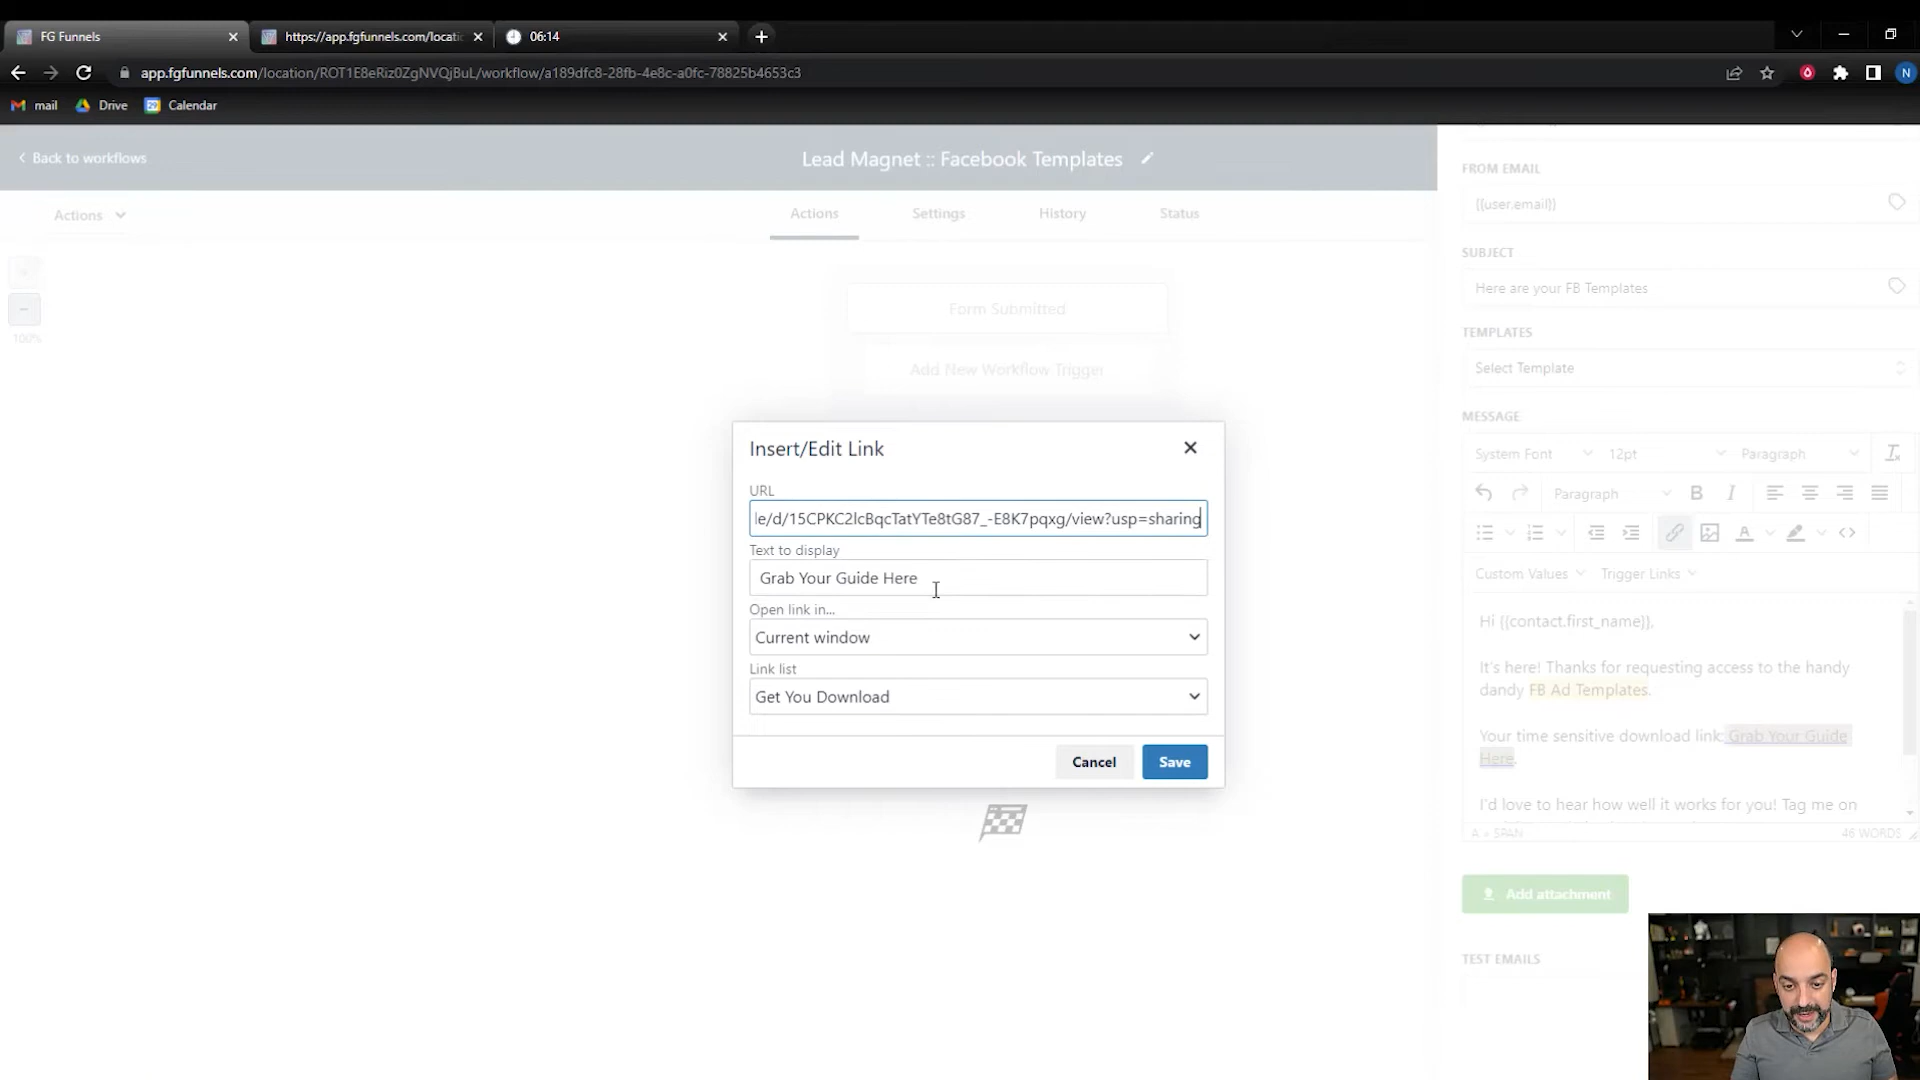 FG Funnels
https://app.fgfunnels.com/locati
06:14
app.fgfunnels.com/location/ROT1E8eRiz0ZgNVQjBuL/workflow/a189dfc8-28fb-4e8c-a0fc-78825b4653c3
N
mail
Drive
Calendar
Back to workflows
Lead Magnet :: Facebook Templates
Actions
Actions
Settings
History
Status
100%
Form Submitted
Add New Workflow Trigger
Insert/Edit Link
URL
le/d/15CPKC2lcBqcTatYTe8tG87_-E8K7pqxg/view?usp=sharing
Text to display
Grab Your Guide Here
Open link in...
Current window
Link list
Get You Download
Cancel
Save
FROM EMAIL
{{user.email}}
SUBJECT
Here are your FB Templates
TEMPLATES
Select Template
MESSAGE
System Font
12pt
Paragraph
Paragraph
B
I
A
Custom Values
Trigger Links
Hi {{contact.first_name}},
It's here! Thanks for requesting access to the handy
dandy FB Ad Templates.
Your time sensitive download link: Grab Your Guide
Here.
I'd love to hear how well it works for you! Tag me on
A » SPAN
46 WORDS
Add attachment
TEST EMAILS